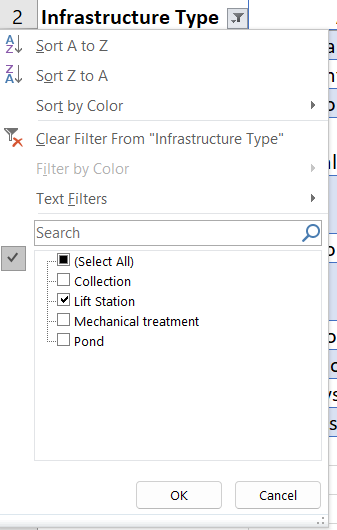 2 Infrastructure Type
Sort A to Z
Sort Z to A
Sort by Color
Clear Filter From "Infrastructure Type"
Filter by Color
Text Filters
Search
(Select All)
Collection
Lift Station
Mechanical treatment
Pond
OK Cancel